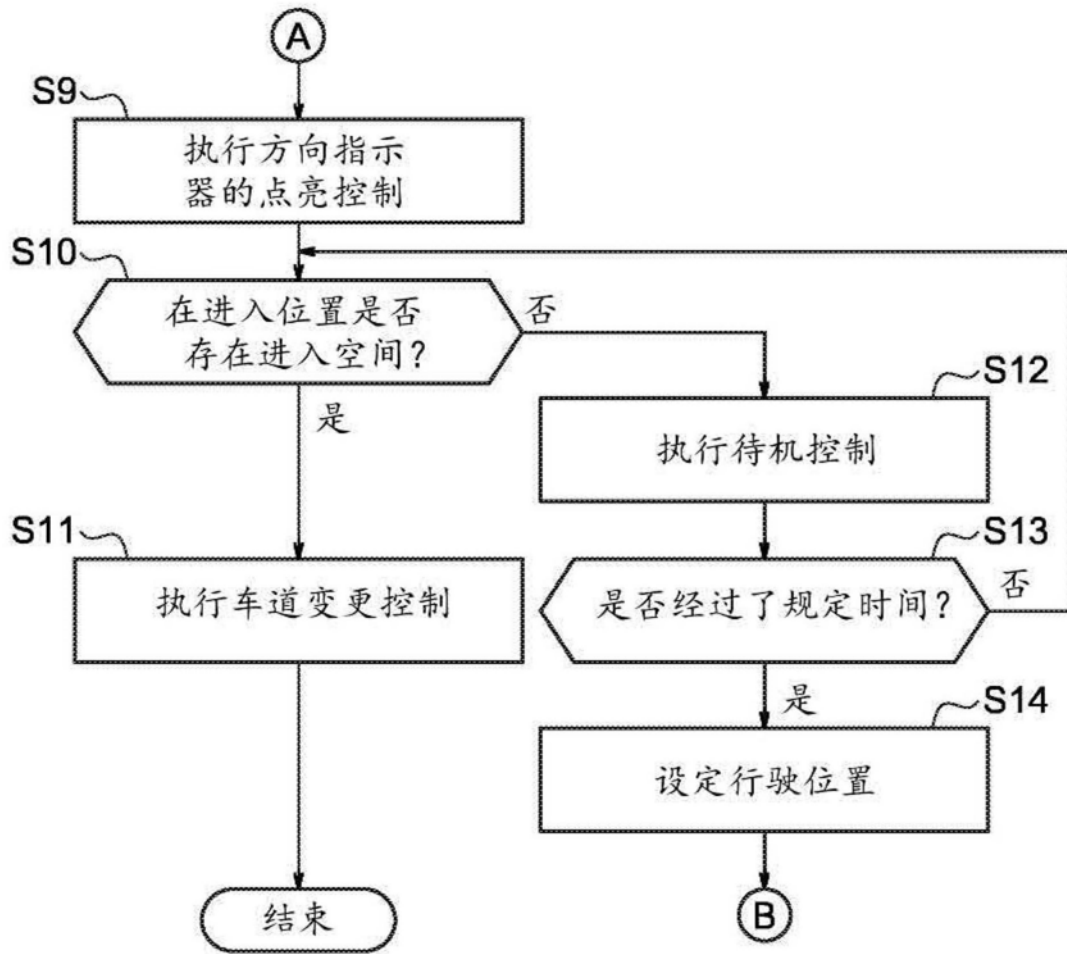 A
S9
执行方向指示
器的点亮控制
S10
在进入位置是否
存在进入空间?
否
是
S12
执行待机控制
S11
执行车道变更控制
S13
是否经过了规定时间?
否
是
S14
设定行驶位置
结束
B